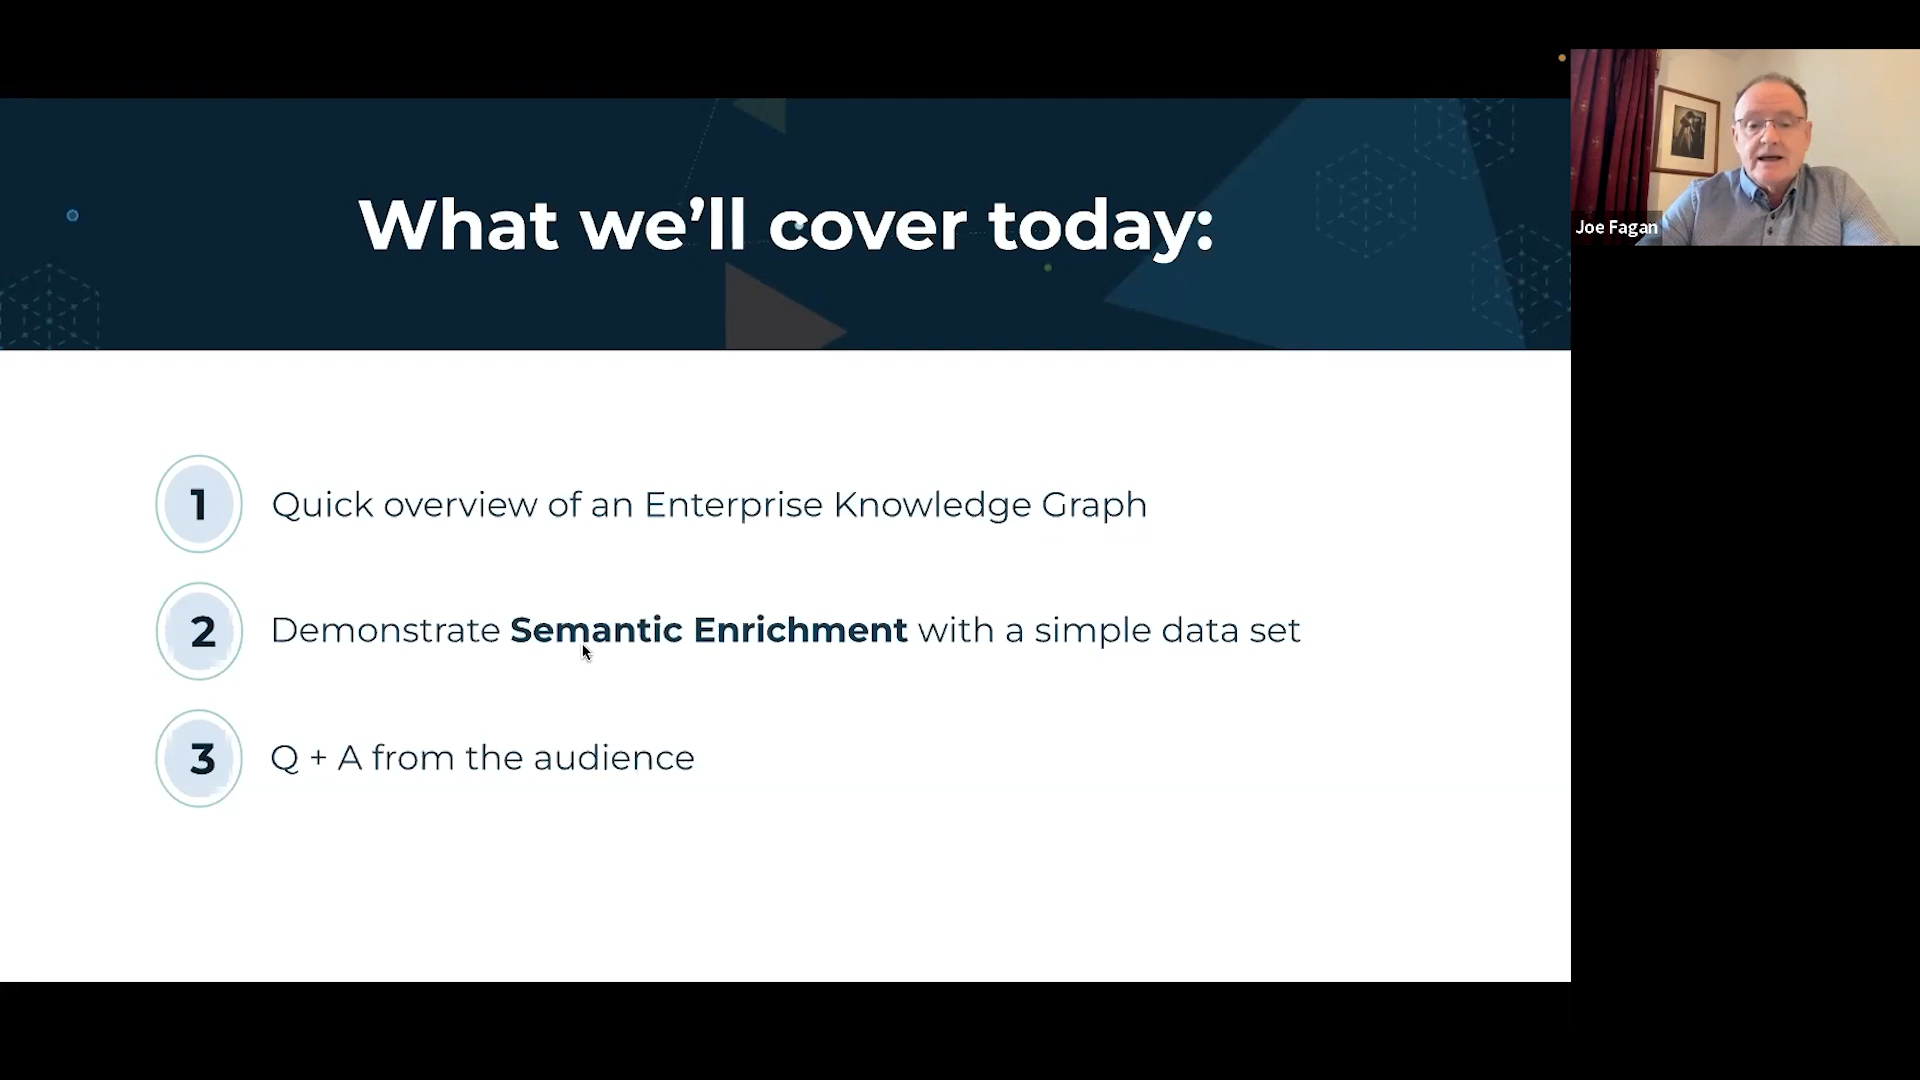 What we’ll cover today:
Joe Fagan
1 Quick overview of an Enterprise Knowledge Graph
2 Demonstrate Semantic Enrichment with a simple data set
3 Q + A from the audience